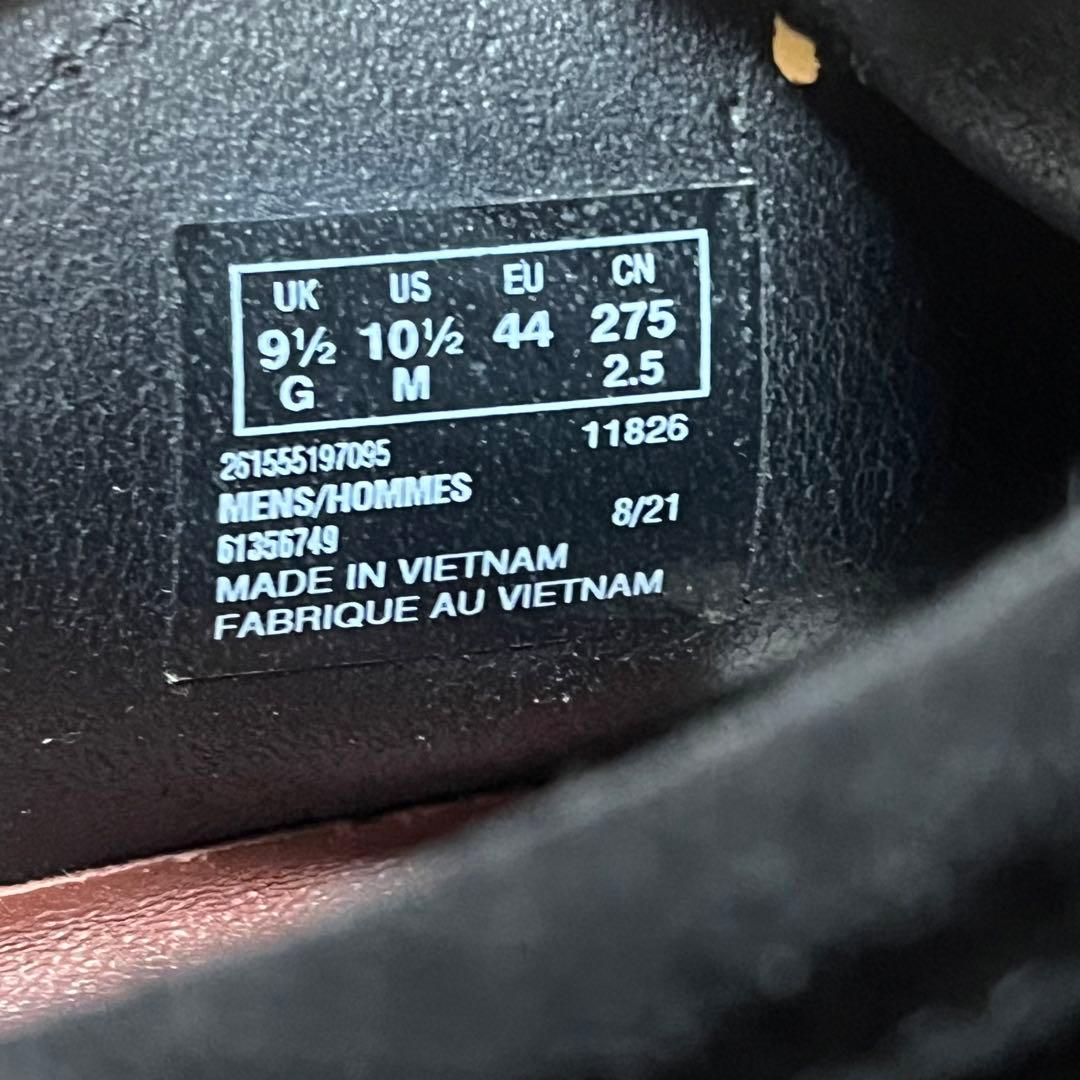 UK US EU CN
9½ 10½ 44 275
G M 2.5
261555197095 11826
MENS/HOMMES
61356749 8/21
MADE IN VIETNAM
FABRIQUE AU VIETNAM